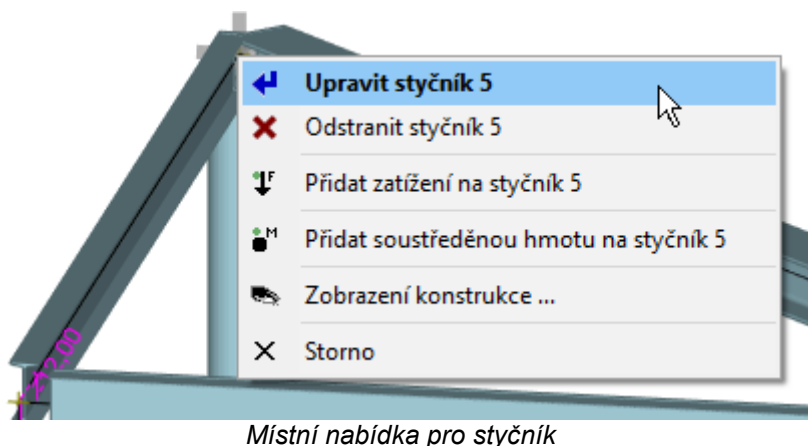 Upravit styčník 5
Odstranit styčník 5
F
Přidat zatížení na styčník 5
M
Přidat soustředěnou hmotu na styčník 5
Zobrazení konstrukce ...
Storno
Místní nabídka pro styčník